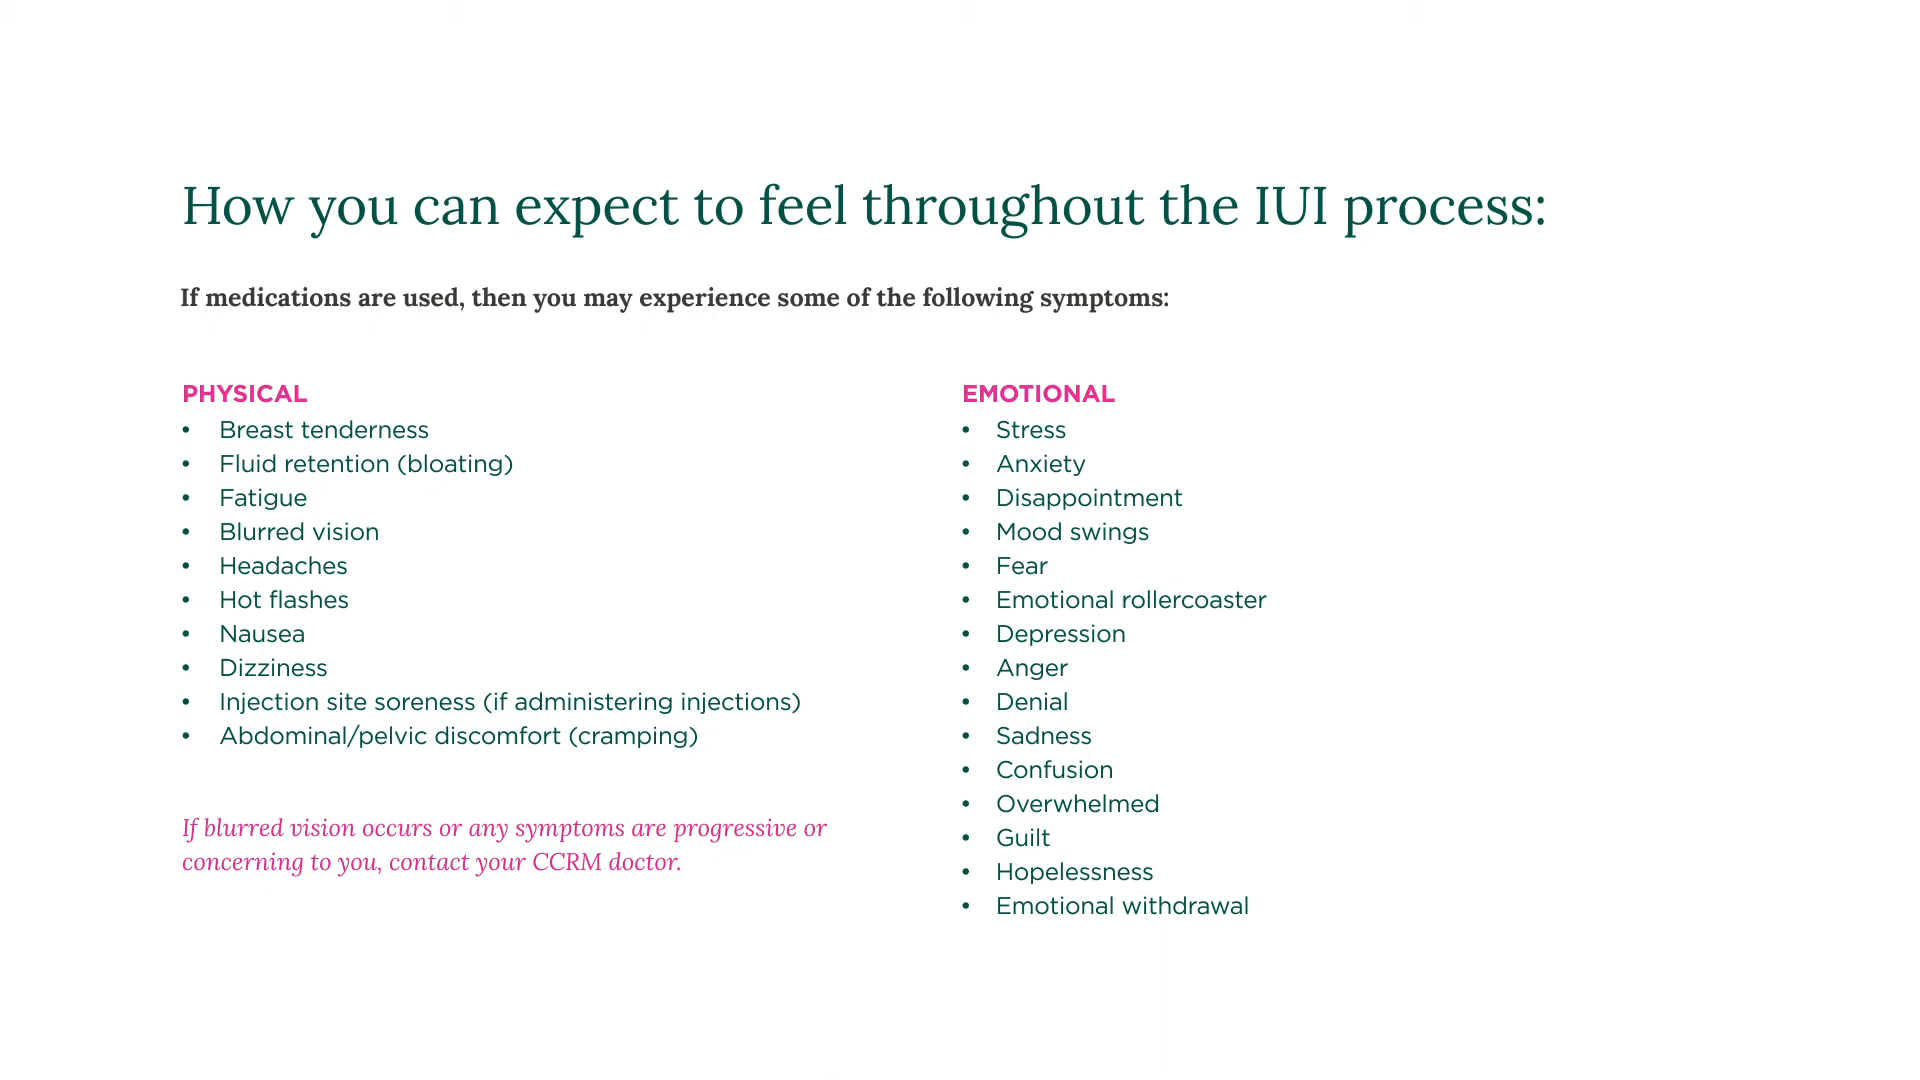 How you can expect to feel throughout the IUI process:
If medications are used, then you may experience some of the following symptoms:
PHYSICAL
• Breast tenderness
• Fluid retention (bloating)
• Fatigue
• Blurred vision
• Headaches
• Hot flashes
• Nausea
• Dizziness
• Injection site soreness (if administering injections)
• Abdominal/pelvic discomfort (cramping)
If blurred vision occurs or any symptoms are progressive or
concerning to you, contact your CCRM doctor.
EMOTIONAL
• Stress
• Anxiety
• Disappointment
• Mood swings
• Fear
• Emotional rollercoaster
• Depression
• Anger
• Denial
• Sadness
• Confusion
• Overwhelmed
• Guilt
• Hopelessness
• Emotional withdrawal